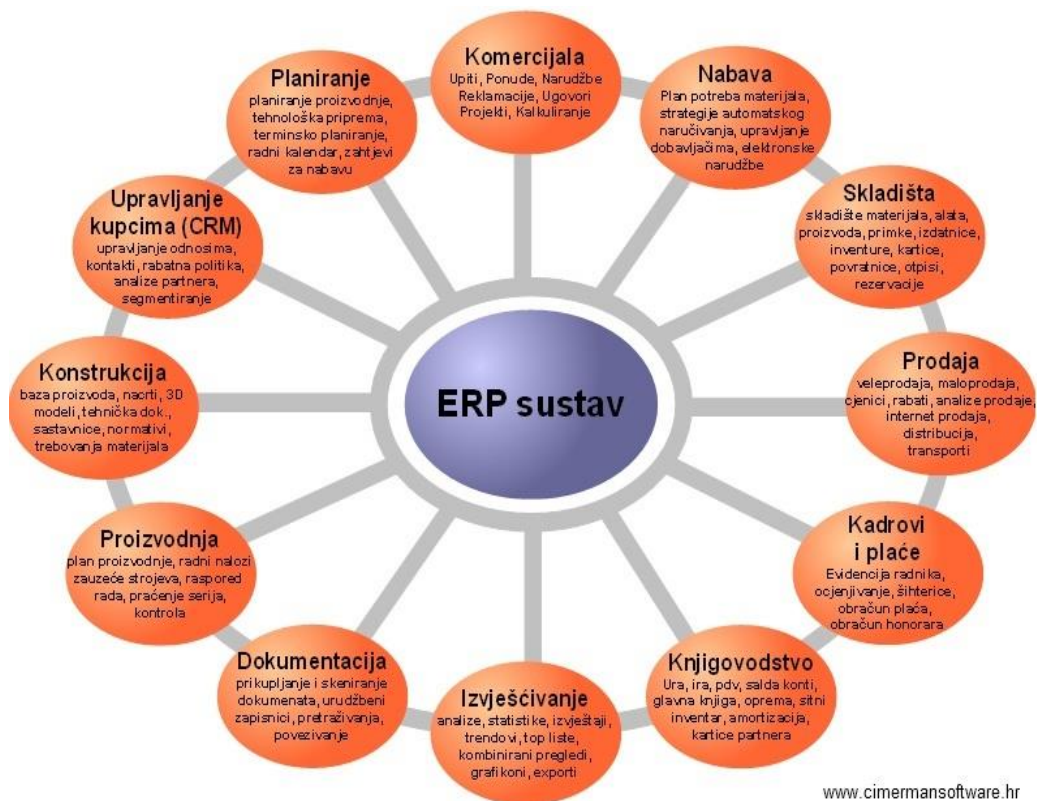 Komercijala
Upiti, Ponude, Narudžbe
Reklamacije, Ugovori
Projekti, Kalkuliranje
Nabava
Plan potreba materijala,
strategije automatskog
naručivanja, upravljanje
dobavljačima, elektronske
narudžbe
Skladišta
skladište materijala, alata,
proizvoda, primke, izdatnice,
inventure, kartice,
povratnice, otpisi,
rezervacije
Prodaja
veleprodaja, maloprodaja,
cjenici, rabati, analize prodaje,
internet prodaja,
distribucija,
transporti
Kadrovi
i plaće
Evidencija radnika,
ocjenjivanje, šihterice,
obračun plaća,
obračun honorara
Knjigovodstvo
Ura, ira, pdv, salda konti,
glavna knjiga, oprema, sitni
inventar, amortizacija,
kartice partnera
Izvješćivanje
analize, statistike, izvještaji,
trendovi, top liste,
kombinirani pregledi,
grafikoni, exporti
Dokumentacija
prikupljanje i skeniranje
dokumenata, urudžbeni
zapisnici, pretraživanja,
povezivanje
Proizvodnja
plan proizvodnje, radni nalozi
zauzeće strojeva, raspored
rada, praćenje serija,
kontrola
Konstrukcija
baza proizvoda, nacrti, 3D
modeli, tehnička dok.,
sastavnice, normativi,
trebovanja materijala
Upravljanje
kupcima (CRM)
upravljanje odnosima,
kontakti, rabatna politika,
analize partnera,
segmentiranje
Planiranje
planiranje proizvodnje,
tehnološka priprema,
terminsko planiranje,
radni kalendar, zahtjevi
za nabavu
ERP sustav
www.cimermansoftware.hr